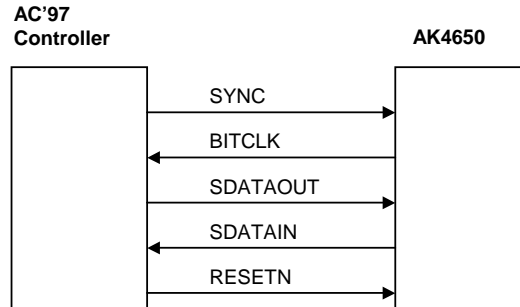 AC'97
Controller
AK4650
SYNC
BITCLK
SDATAOUT
SDATAIN
RESETN